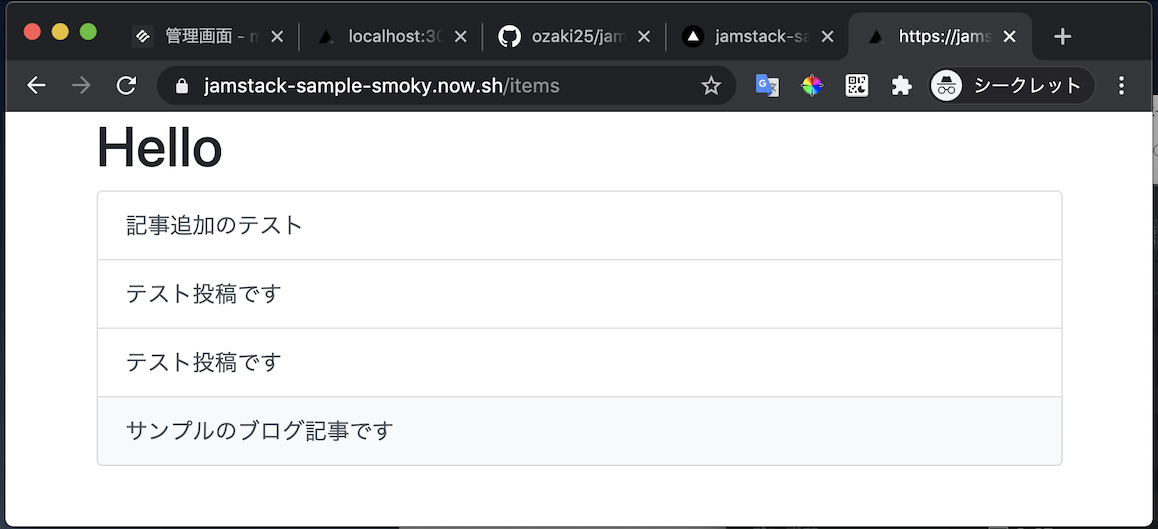 管理画面 - 
localhost:30
ozaki25/jam
jamstack-sa
https://jams
jamstack-sample-smoky.now.sh/items
シークレット
Hello
記事追加のテスト
テスト投稿です
テスト投稿です
サンプルのブログ記事です